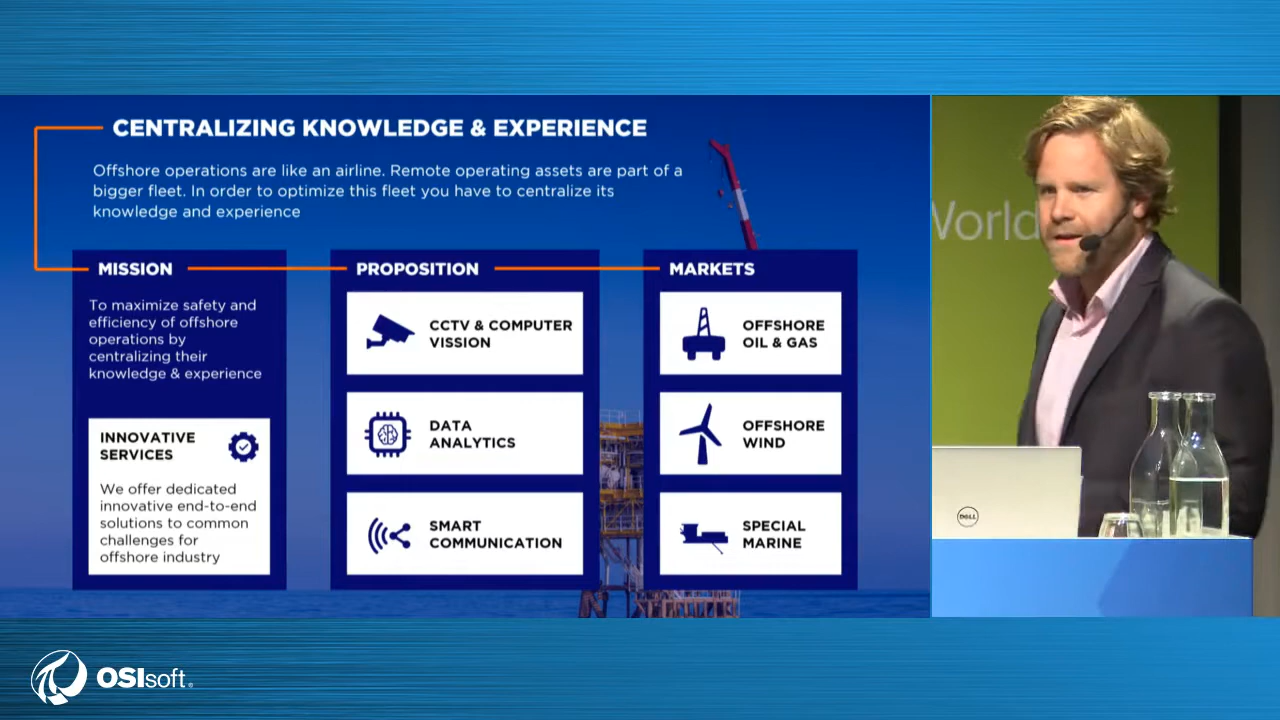 CENTRALIZING KNOWLEDGE & EXPERIENCE
Offshore operations are like an airline. Remote operating assets are part of a
bigger fleet. In order to optimize this fleet you have to centralize its
knowledge and experience
MISSION
To maximize safety and
efficiency of offshore
operations by
centralizing their
knowledge & experience
INNOVATIVE
SERVICES
We offer dedicated
innovative end-to-end
solutions to common
challenges for
offshore industry
PROPOSITION
CCTV & COMPUTER
VISSION
DATA
ANALYTICS
SMART
COMMUNICATION
MARKETS
OFFSHORE
OIL & GAS
OFFSHORE
WIND
SPECIAL
MARINE
World
DELL
OSIsoft.